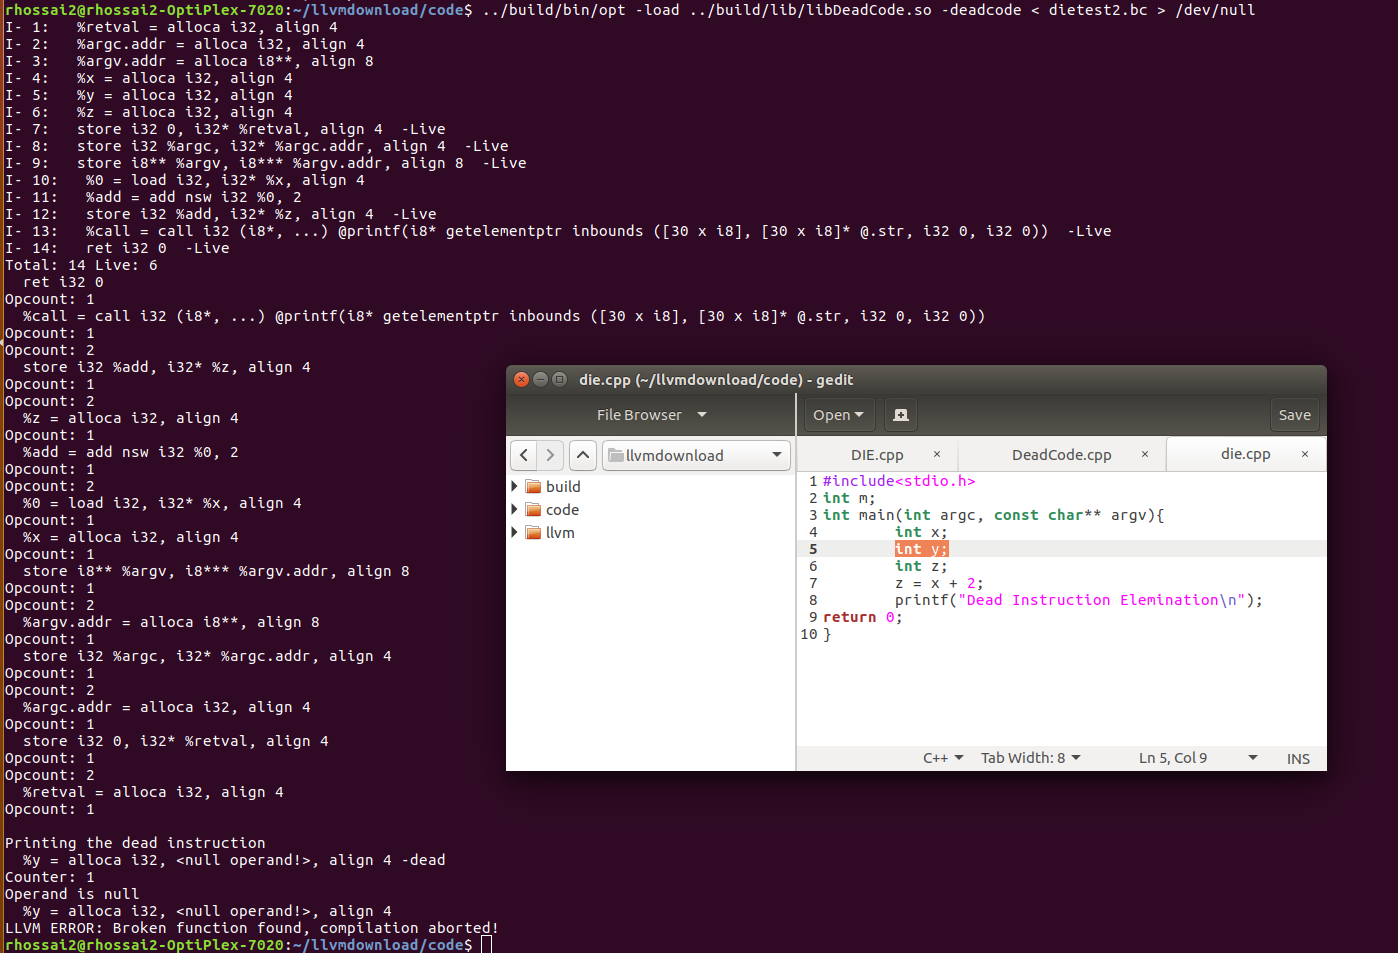 rhossai2@rhossai2-OptiPlex-7020:~/llvmdownload/code$ ../build/bin/opt -load ../build/lib/libDeadCode.so -deadcode < dietest2.bc > /dev/null
I- 1:   %retval = alloca i32, align 4
I- 2:   %argc.addr = alloca i32, align 4
I- 3:   %argv.addr = alloca i8**, align 8
I- 4:   %x = alloca i32, align 4
I- 5:   %y = alloca i32, align 4
I- 6:   %z = alloca i32, align 4
I- 7:   store i32 0, i32* %retval, align 4  -Live
I- 8:   store i32 %argc, i32* %argc.addr, align 4  -Live
I- 9:   store i8** %argv, i8*** %argv.addr, align 8  -Live
I- 10:   %0 = load i32, i32* %x, align 4
I- 11:   %add = add nsw i32 %0, 2
I- 12:   store i32 %add, i32* %z, align 4  -Live
I- 13:   %call = call i32 (i8*, ...) @printf(i8* getelementptr inbounds ([30 x i8], [30 x i8]* @.str, i32 0, i32 0))  -Live
I- 14:   ret i32 0  -Live
Total: 14 Live: 6
  ret i32 0
Opcount: 1
  %call = call i32 (i8*, ...) @printf(i8* getelementptr inbounds ([30 x i8], [30 x i8]* @.str, i32 0, i32 0))
Opcount: 1
Opcount: 2
  store i32 %add, i32* %z, align 4
Opcount: 1
Opcount: 2
  %z = alloca i32, align 4
Opcount: 1
  %add = add nsw i32 %0, 2
Opcount: 1
Opcount: 2
  %0 = load i32, i32* %x, align 4
Opcount: 1
  %x = alloca i32, align 4
Opcount: 1
  store i8** %argv, i8*** %argv.addr, align 8
Opcount: 1
Opcount: 2
  %argv.addr = alloca i8**, align 8
Opcount: 1
  store i32 %argc, i32* %argc.addr, align 4
Opcount: 1
Opcount: 2
  %argc.addr = alloca i32, align 4
Opcount: 1
  store i32 0, i32* %retval, align 4
Opcount: 1
Opcount: 2
  %retval = alloca i32, align 4
Opcount: 1
Printing the dead instruction
  %y = alloca i32, <null operand!>, align 4 -dead
Counter: 1
Operand is null
  %y = alloca i32, <null operand!>, align 4
LLVM ERROR: Broken function found, compilation aborted!
rhossai2@rhossai2-OptiPlex-7020:~/llvmdownload/code$
die.cpp (~/llvmdownload/code) - gedit
File Browser
Open
Save
llvmdownload
build
code
llvm
DIE.cpp ×
DeadCode.cpp ×
die.cpp ×
1 #include<stdio.h>
2 int m;
3 int main(int argc, const char** argv){
4         int x;
5         int y;
6         int z;
7         z = x + 2;
8         printf("Dead Instruction Elemination\n");
9 return 0;
10 }
C++
Tab Width: 8
Ln 5, Col 9
INS